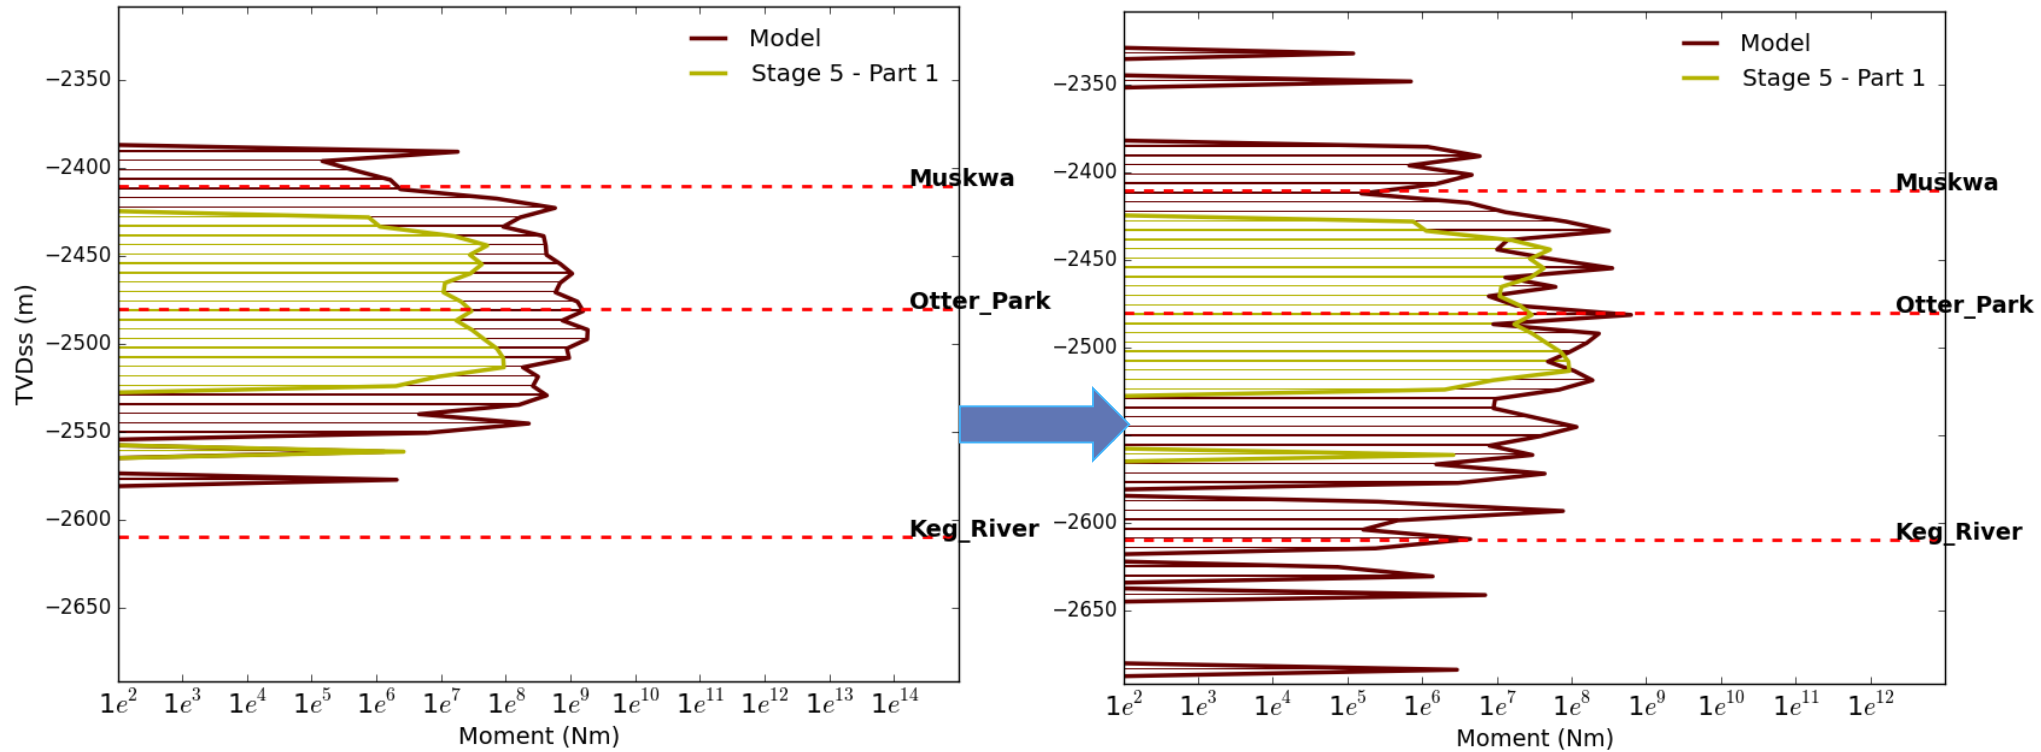 Model
Stage 5 - Part 1
−2350
−2400
−2450
−2500
−2550
−2600
−2650
TVDss (m)
Muskwa
Otter_Park
Keg_River
1e² 1e³ 1e⁴ 1e⁵ 1e⁶ 1e⁷ 1e⁸ 1e⁹ 1e¹⁰ 1e¹¹ 1e¹² 1e¹³ 1e¹⁴
Moment (Nm)
Model
Stage 5 - Part 1
−2350
−2400
−2450
−2500
−2550
−2600
−2650
Muskwa
Otter_Park
Keg_River
1e² 1e³ 1e⁴ 1e⁵ 1e⁶ 1e⁷ 1e⁸ 1e⁹ 1e¹⁰ 1e¹¹ 1e¹²
Moment (Nm)